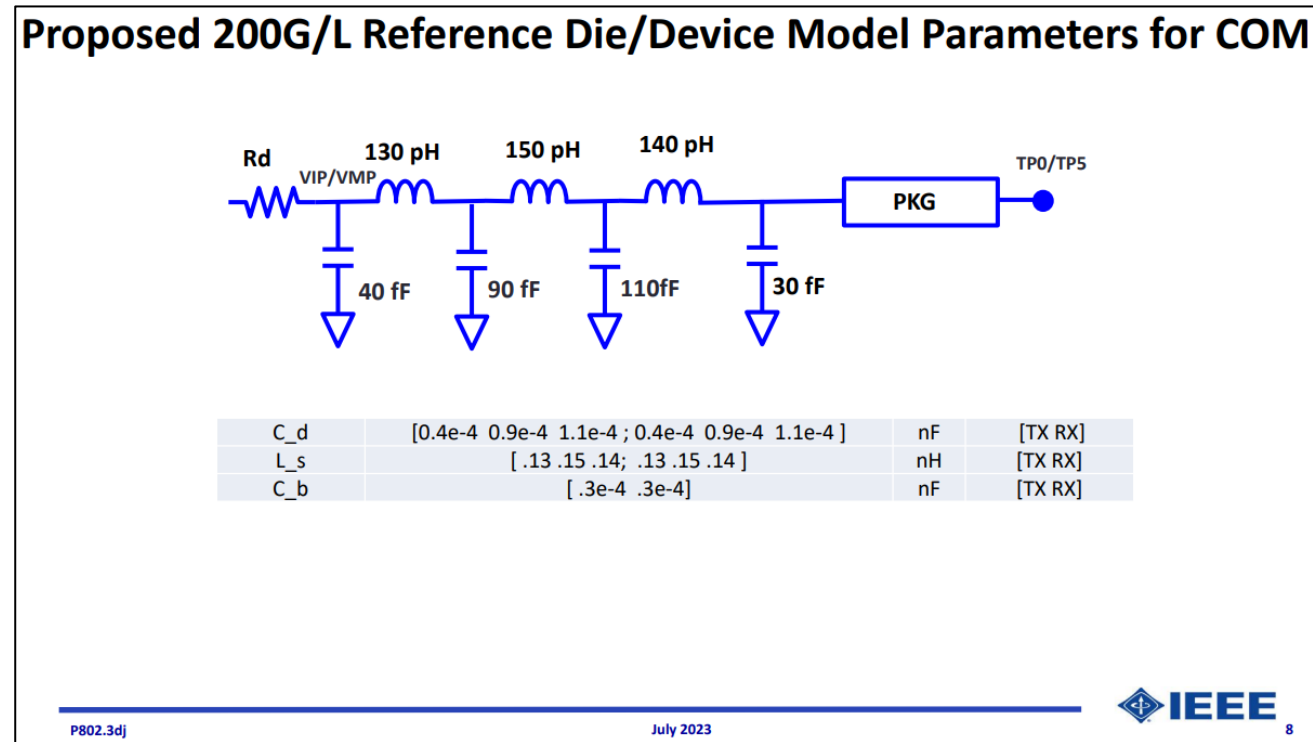 Proposed 200G/L Reference Die/Device Model Parameters for COM
Rd
VIP/VMP
130 pH
150 pH
140 pH
TP0/TP5
PKG
40 fF
90 fF
110fF
30 fF
C_d [0.4e-4 0.9e-4 1.1e-4 ; 0.4e-4 0.9e-4 1.1e-4 ] nF [TX RX]
L_s [ .13 .15 .14; .13 .15 .14 ] nH [TX RX]
C_b [ .3e-4 .3e-4] nF [TX RX]
P802.3dj
July 2023
IEEE
8